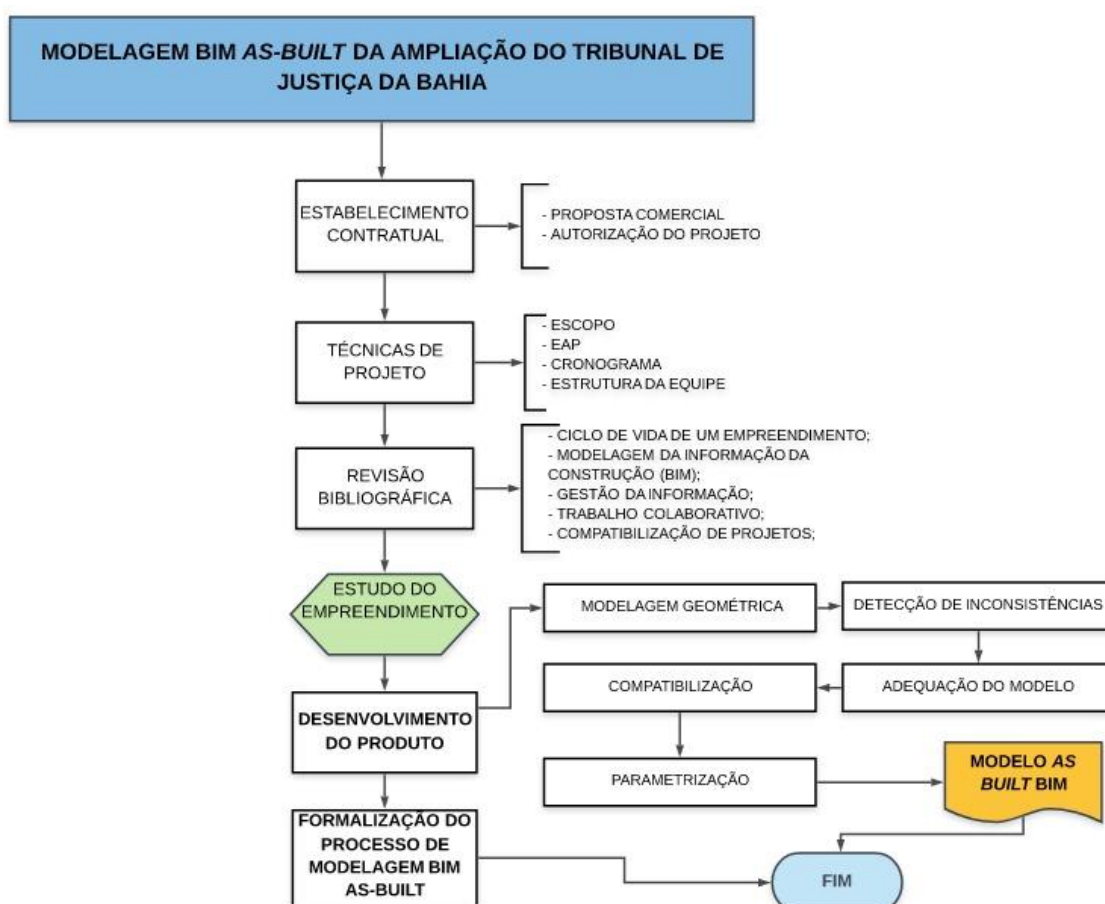 MODELAGEM BIM AS-BUILT DA AMPLIAÇÃO DO TRIBUNAL DE
JUSTIÇA DA BAHIA
ESTABELECIMENTO
CONTRATUAL
- PROPOSTA COMERCIAL
- AUTORIZAÇÃO DO PROJETO
TÉCNICAS DE
PROJETO
- ESCOPO
- EAP
- CRONOGRAMA
- ESTRUTURA DA EQUIPE
REVISÃO
BIBLIOGRÁFICA
- CICLO DE VIDA DE UM EMPREENDIMENTO;
- MODELAGEM DA INFORMAÇÃO DA
CONSTRUÇÃO (BIM);
- GESTÃO DA INFORMAÇÃO;
- TRABALHO COLABORATIVO;
- COMPATIBILIZAÇÃO DE PROJETOS;
ESTUDO DO
EMPREENDIMENTO
DESENVOLVIMENTO
DO PRODUTO
MODELAGEM GEOMÉTRICA
DETECÇÃO DE INCONSISTÊNCIAS
ADEQUAÇÃO DO MODELO
COMPATIBILIZAÇÃO
PARAMETRIZAÇÃO
MODELO AS
BUILT BIM
FORMALIZAÇÃO DO
PROCESSO DE
MODELAGEM BIM
AS-BUILT
FIM